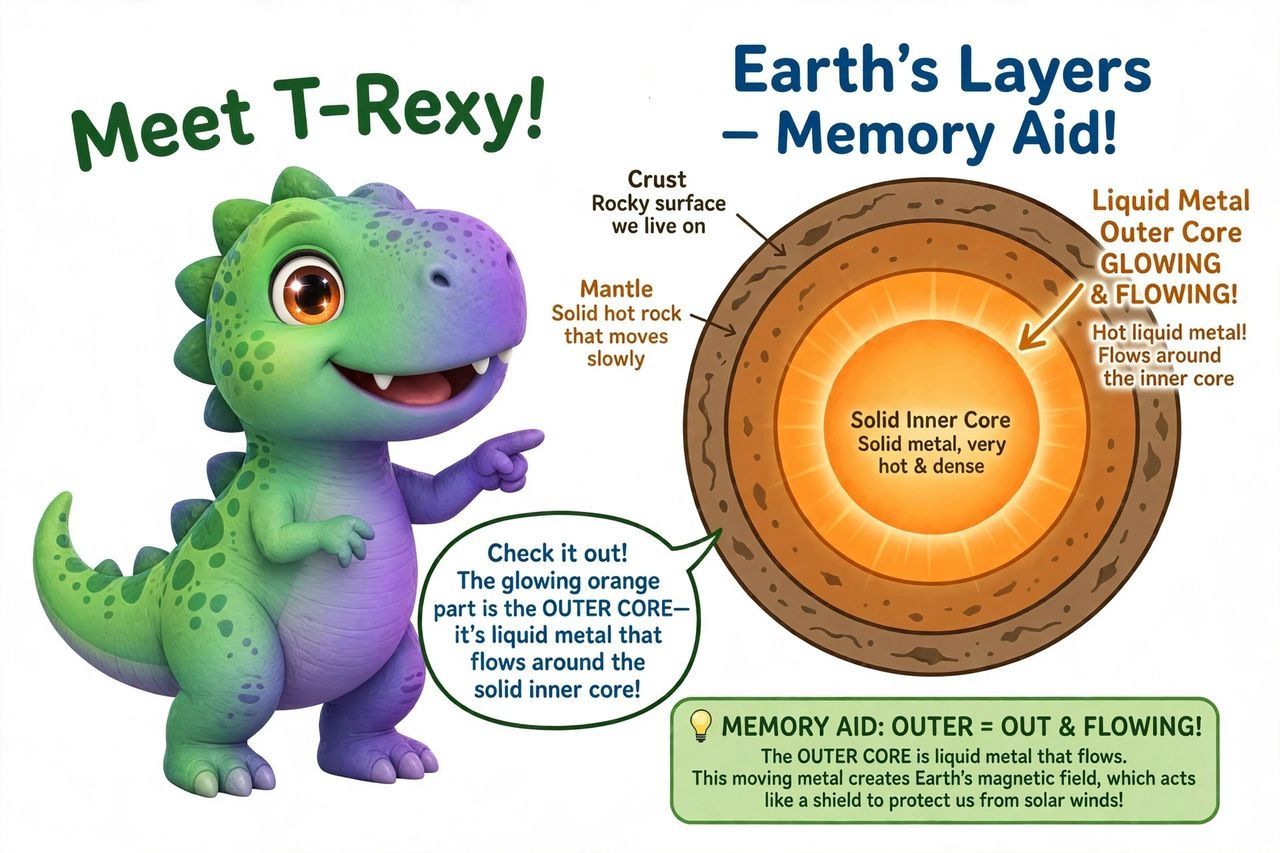 Meet T-Rexy!
Earth's Layers
– Memory Aid!
Crust
Rocky surface
we live on
Mantle
Solid hot rock
that moves
slowly
Liquid Metal
Outer Core
GLOWING
& FLOWING!
Hot liquid metal!
Flows around
the inner core
Solid Inner Core
Solid metal, very
hot & dense
Check it out!
The glowing orange
part is the OUTER CORE—
it's liquid metal that
flows around the
solid inner core!
MEMORY AID: OUTER = OUT & FLOWING!
The OUTER CORE is liquid metal that flows.
This moving metal creates Earth's magnetic field, which acts
like a shield to protect us from solar winds!